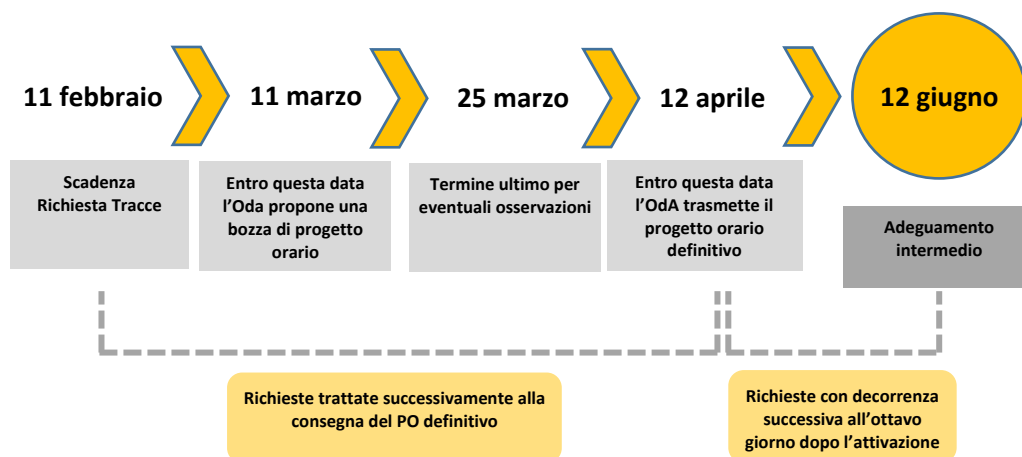 11 febbraio
11 marzo
25 marzo
12 aprile
12 giugno
Scadenza
Richiesta Tracce
Entro questa data
l’Oda propone una
bozza di progetto
orario
Termine ultimo per
eventuali osservazioni
Entro questa data
l’OdA trasmette il
progetto orario
definitivo
Adeguamento
intermedio
Richieste trattate successivamente alla
consegna del PO definitivo
Richieste con decorrenza
successiva all’ottavo
giorno dopo l’attivazione